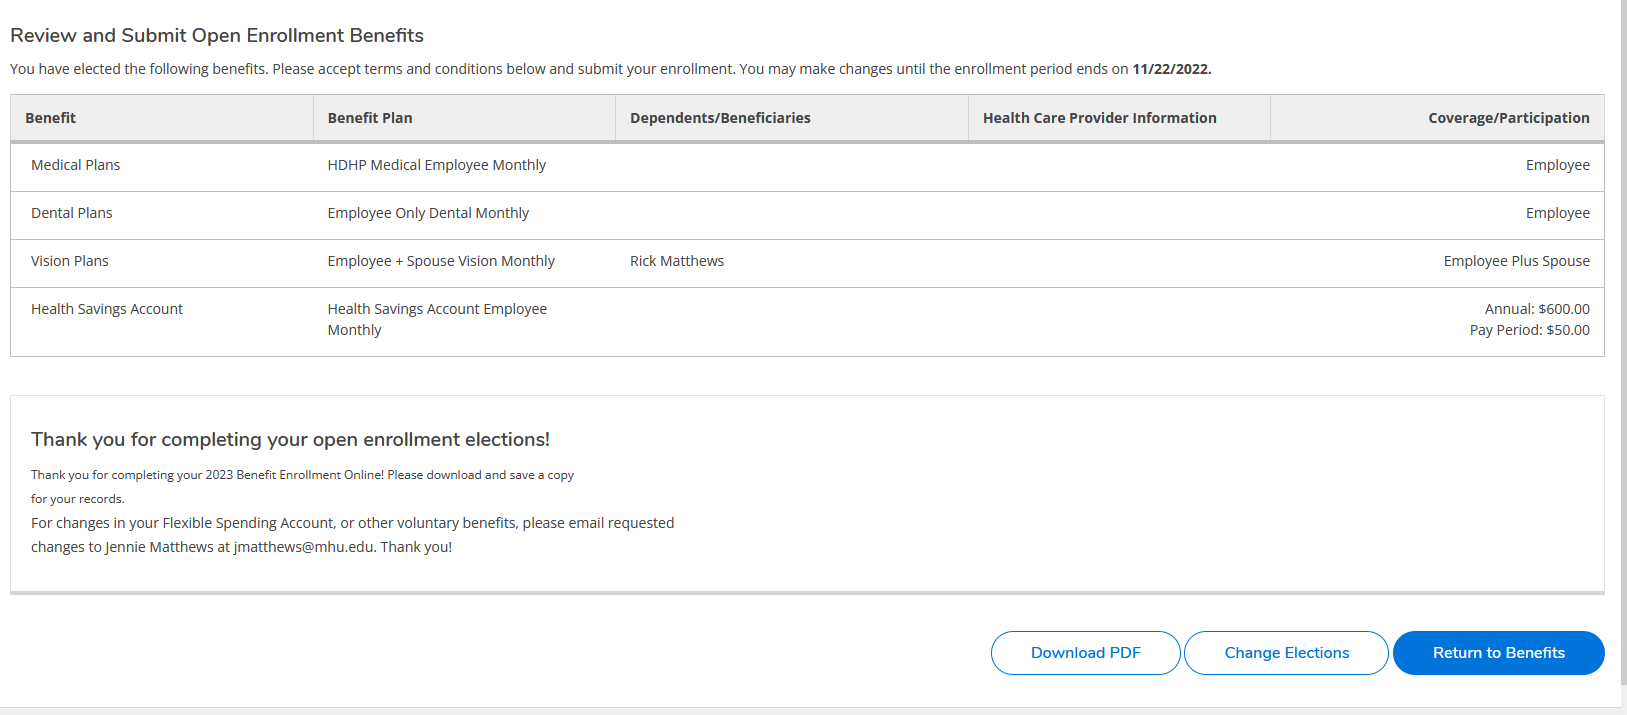 Review and Submit Open Enrollment Benefits
You have elected the following benefits. Please accept terms and conditions below and submit your enrollment. You may make changes until the enrollment period ends on 11/22/2022.
Benefit Benefit Plan Dependents/Beneficiaries Health Care Provider Information Coverage/Participation
Medical Plans HDHP Medical Employee Monthly Employee
Dental Plans Employee Only Dental Monthly Employee
Vision Plans Employee + Spouse Vision Monthly Rick Matthews Employee Plus Spouse
Health Savings Account Health Savings Account Employee Annual: $600.00
Monthly Pay Period: $50.00
Thank you for completing your open enrollment elections!
Thank you for completing your 2023 Benefit Enrollment Online! Please download and save a copy
for your records.
For changes in your Flexible Spending Account, or other voluntary benefits, please email requested
changes to Jennie Matthews at jmatthews@mhu.edu. Thank you!
Download PDF Change Elections Return to Benefits